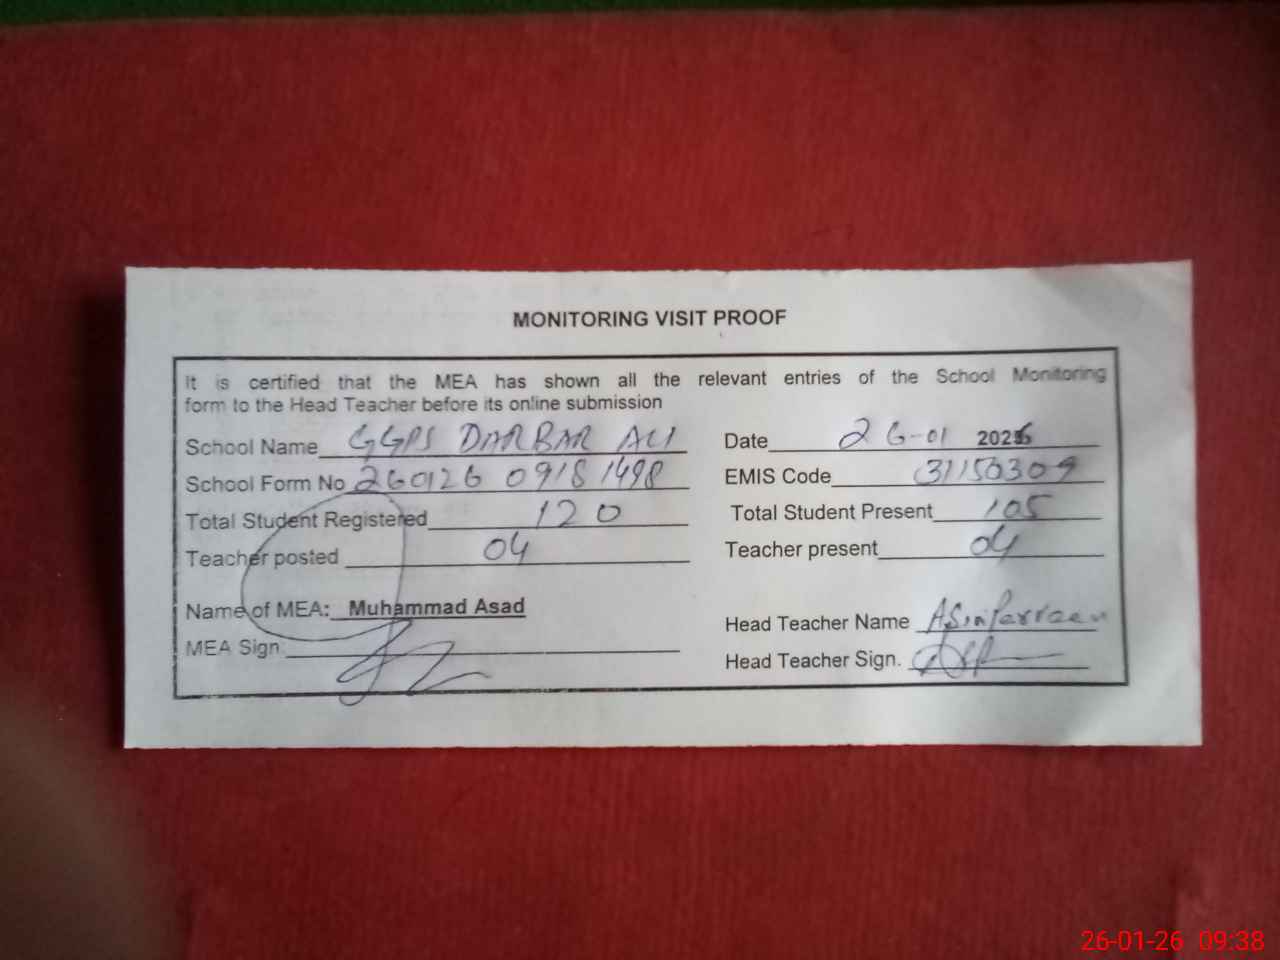 MONITORING VISIT PROOF
It is certified that the MEA has shown all the relevant entries of the School Monitoring
form to the Head Teacher before its online submission
School Name GGPS DARBAR ALI Date 26-01 2026
School Form No 260126 0918 1498 EMIS Code 31150309
Total Student Registered 120 Total Student Present 105
Teacher posted 04 Teacher present 04
Name of MEA: Muhammad Asad
Head Teacher Name Asia Parveen
MEA Sign:
Head Teacher Sign.
26-01-26 09:38